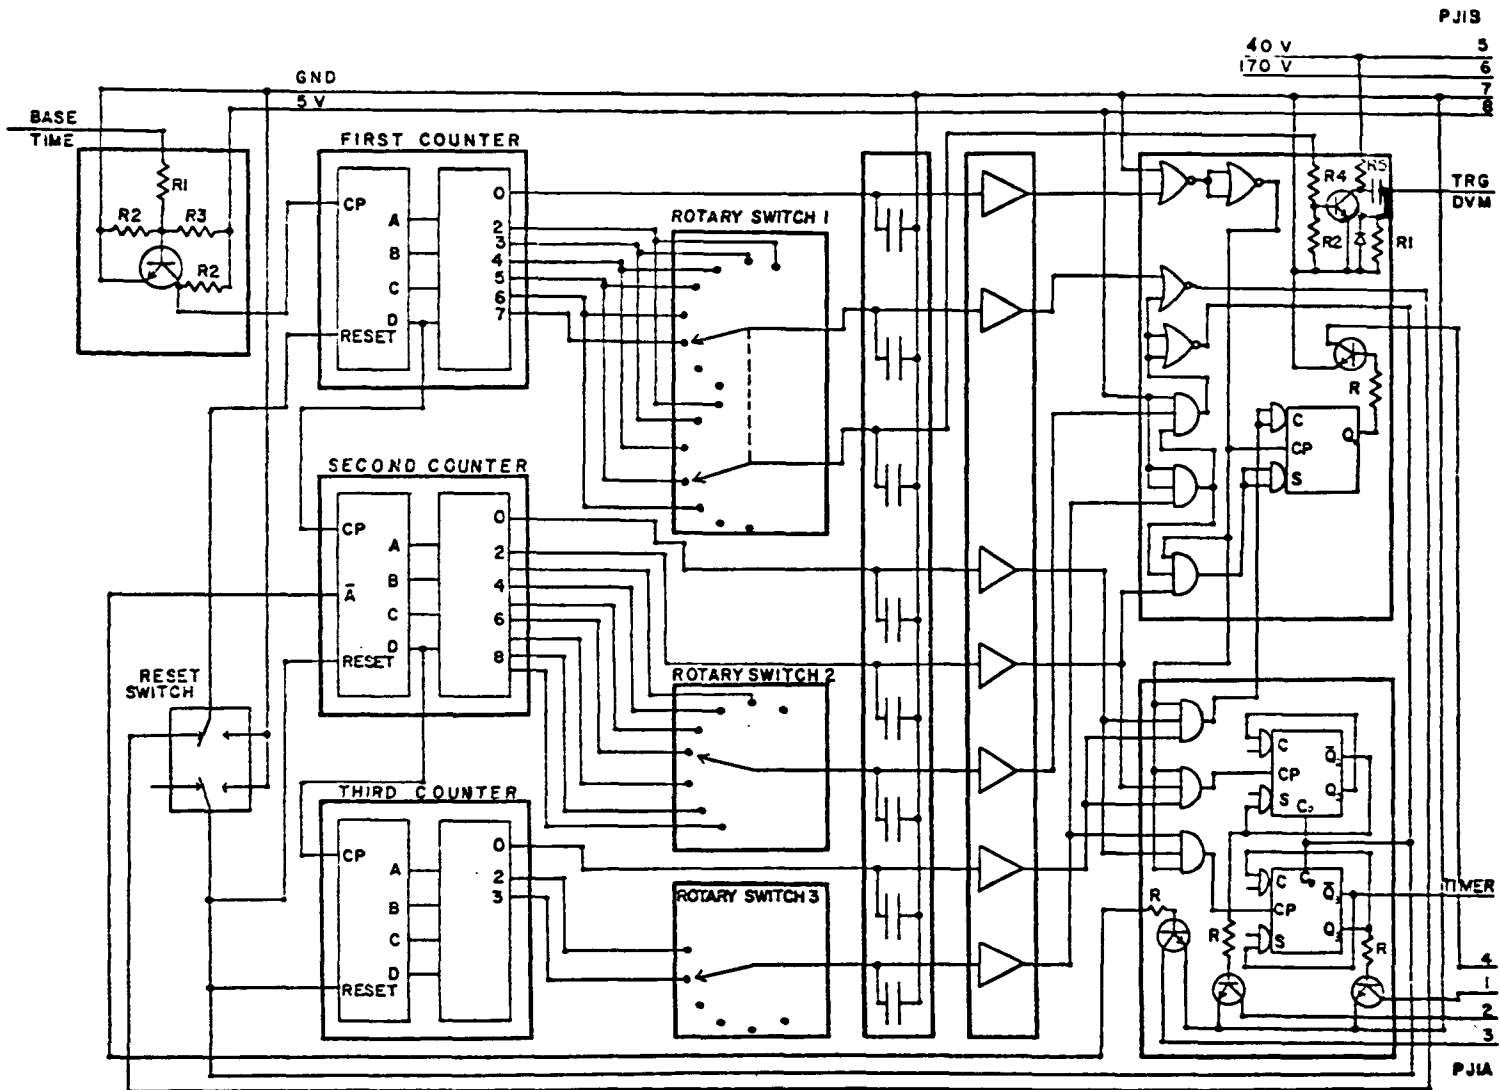 PJ1B
40 V 5
170 V 6
GND 7
5 V 8
BASE
TIME
FIRST COUNTER
R1
R2 R3
R2
CP
A
B
C
D
RESET
0
2
3
4
5
6
7
ROTARY SWITCH 1
R4
R5
R2
R1
TRG
DVM
R
C
CP
S
Q
SECOND COUNTER
CP
A
Ā
B
C
D
RESET
0
2
4
6
8
RESET
SWITCH
ROTARY SWITCH 2
THIRD COUNTER
CP
A
B
C
D
RESET
0
2
3
ROTARY SWITCH 3
C
CP
S
Q̄
Q
C
CP
S
Q̄
Q
R
R
R
TIMER
4
1
2
3
PJ1A